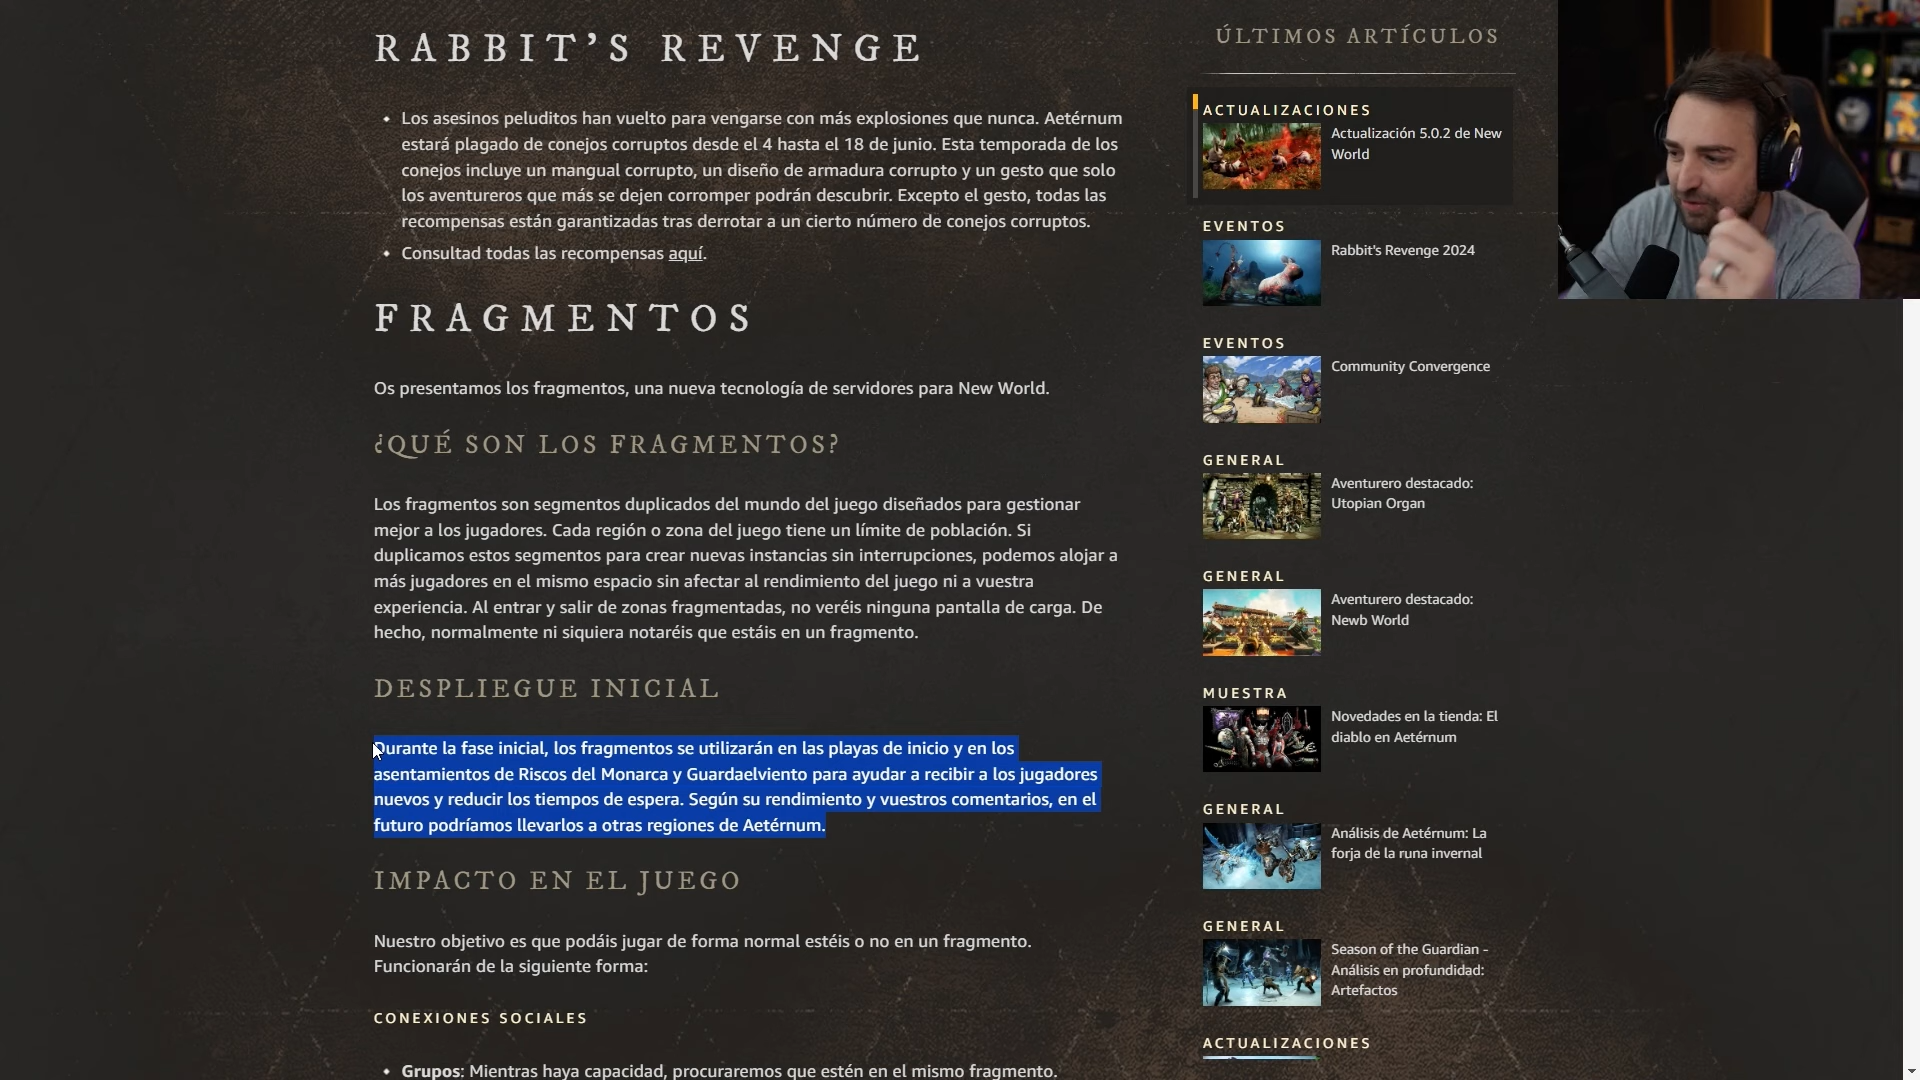 RABBIT'S REVENGE
Los asesinos peluditos han vuelto para vengarse con más explosiones que nunca. Aetérnum
estará plagado de conejos corruptos desde el 4 hasta el 18 de junio. Esta temporada de los
conejos incluye un mangual corrupto, un diseño de armadura corrupto y un gesto que solo
los aventureros que más se dejen corromper podrán descubrir. Excepto el gesto, todas las
recompensas están garantizadas tras derrotar a un cierto número de conejos corruptos.
Consultad todas las recompensas aquí.
FRAGMENTOS
Os presentamos los fragmentos, una nueva tecnología de servidores para New World.
¿QUÉ SON LOS FRAGMENTOS?
Los fragmentos son segmentos duplicados del mundo del juego diseñados para gestionar
mejor a los jugadores. Cada región o zona del juego tiene un límite de población. Si
duplicamos estos segmentos para crear nuevas instancias sin interrupciones, podemos alojar a
más jugadores en el mismo espacio sin afectar al rendimiento del juego ni a vuestra
experiencia. Al entrar y salir de zonas fragmentadas, no veréis ninguna pantalla de carga. De
hecho, normalmente ni siquiera notaréis que estáis en un fragmento.
DESPLIEGUE INICIAL
Durante la fase inicial, los fragmentos se utilizarán en las playas de inicio y en los
asentamientos de Riscos del Monarca y Guardaelviento para ayudar a recibir a los jugadores
nuevos y reducir los tiempos de espera. Según su rendimiento y vuestros comentarios, en el
futuro podríamos llevarlos a otras regiones de Aetérnum.
IMPACTO EN EL JUEGO
Nuestro objetivo es que podáis jugar de forma normal estéis o no en un fragmento.
Funcionarán de la siguiente forma:
CONEXIONES SOCIALES
Grupos: Mientras haya capacidad, procuraremos que estén en el mismo fragmento.
ÚLTIMOS ARTÍCULOS
ACTUALIZACIONES
Actualización 5.0.2 de New
World
EVENTOS
Rabbit's Revenge 2024
EVENTOS
Community Convergence
GENERAL
Aventurero destacado:
Utopian Organ
GENERAL
Aventurero destacado:
Newb World
MUESTRA
Novedades en la tienda: El
diablo en Aetérnum
GENERAL
Análisis de Aetérnum: La
forja de la runa invernal
GENERAL
Season of the Guardian -
Análisis en profundidad:
Artefactos
ACTUALIZACIONES